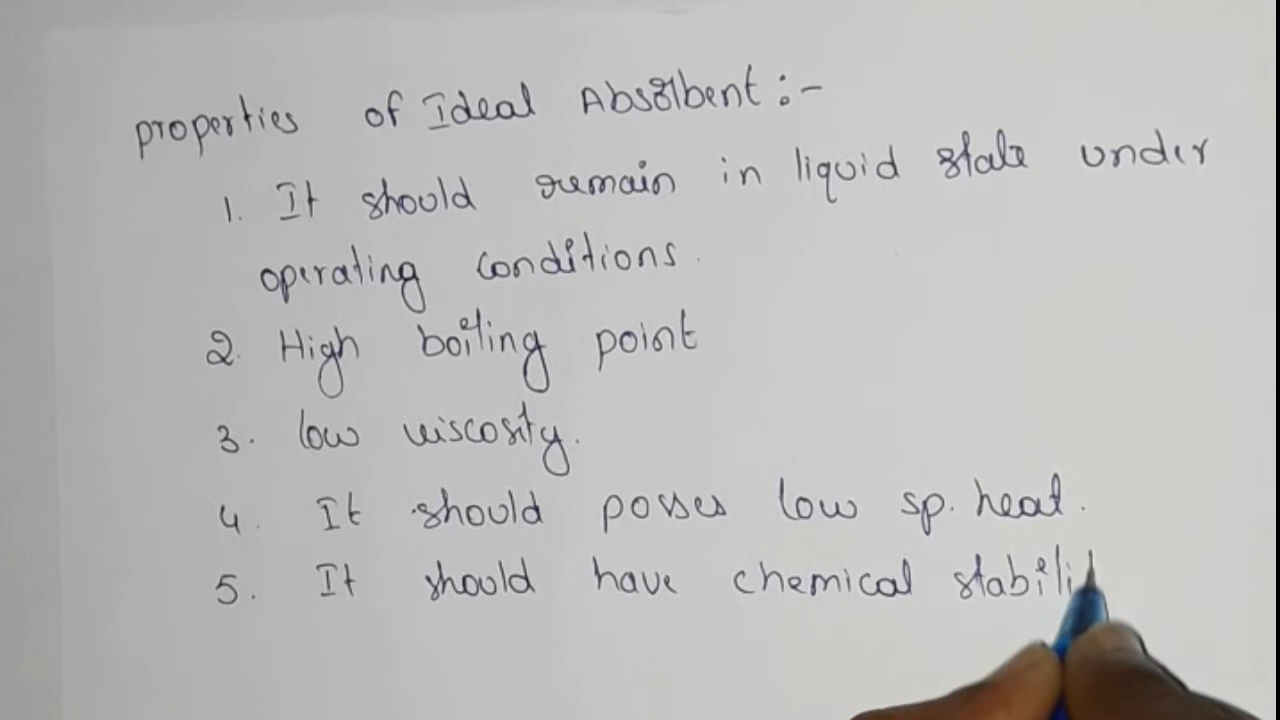 properties of Ideal Absorbent :-
1. It should remain in liquid state under
operating conditions.
2. High boiling point
3. low viscosity.
4. It should posses low sp. heat.
5. It should have chemical stabili